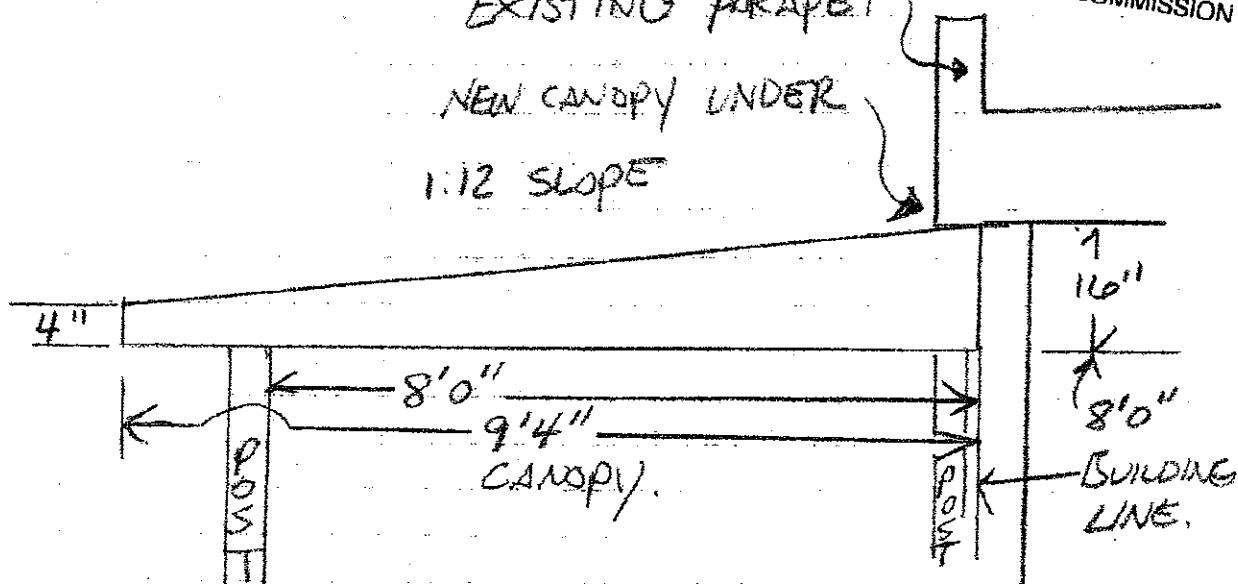 EXISTING PARAPET
COMMISSION
NEW CANOPY UNDER
1:12 SLOPE
4"
16"
8'0"
9'4"
CANOPY.
8'0"
POST
POST
BUILDING
LINE.